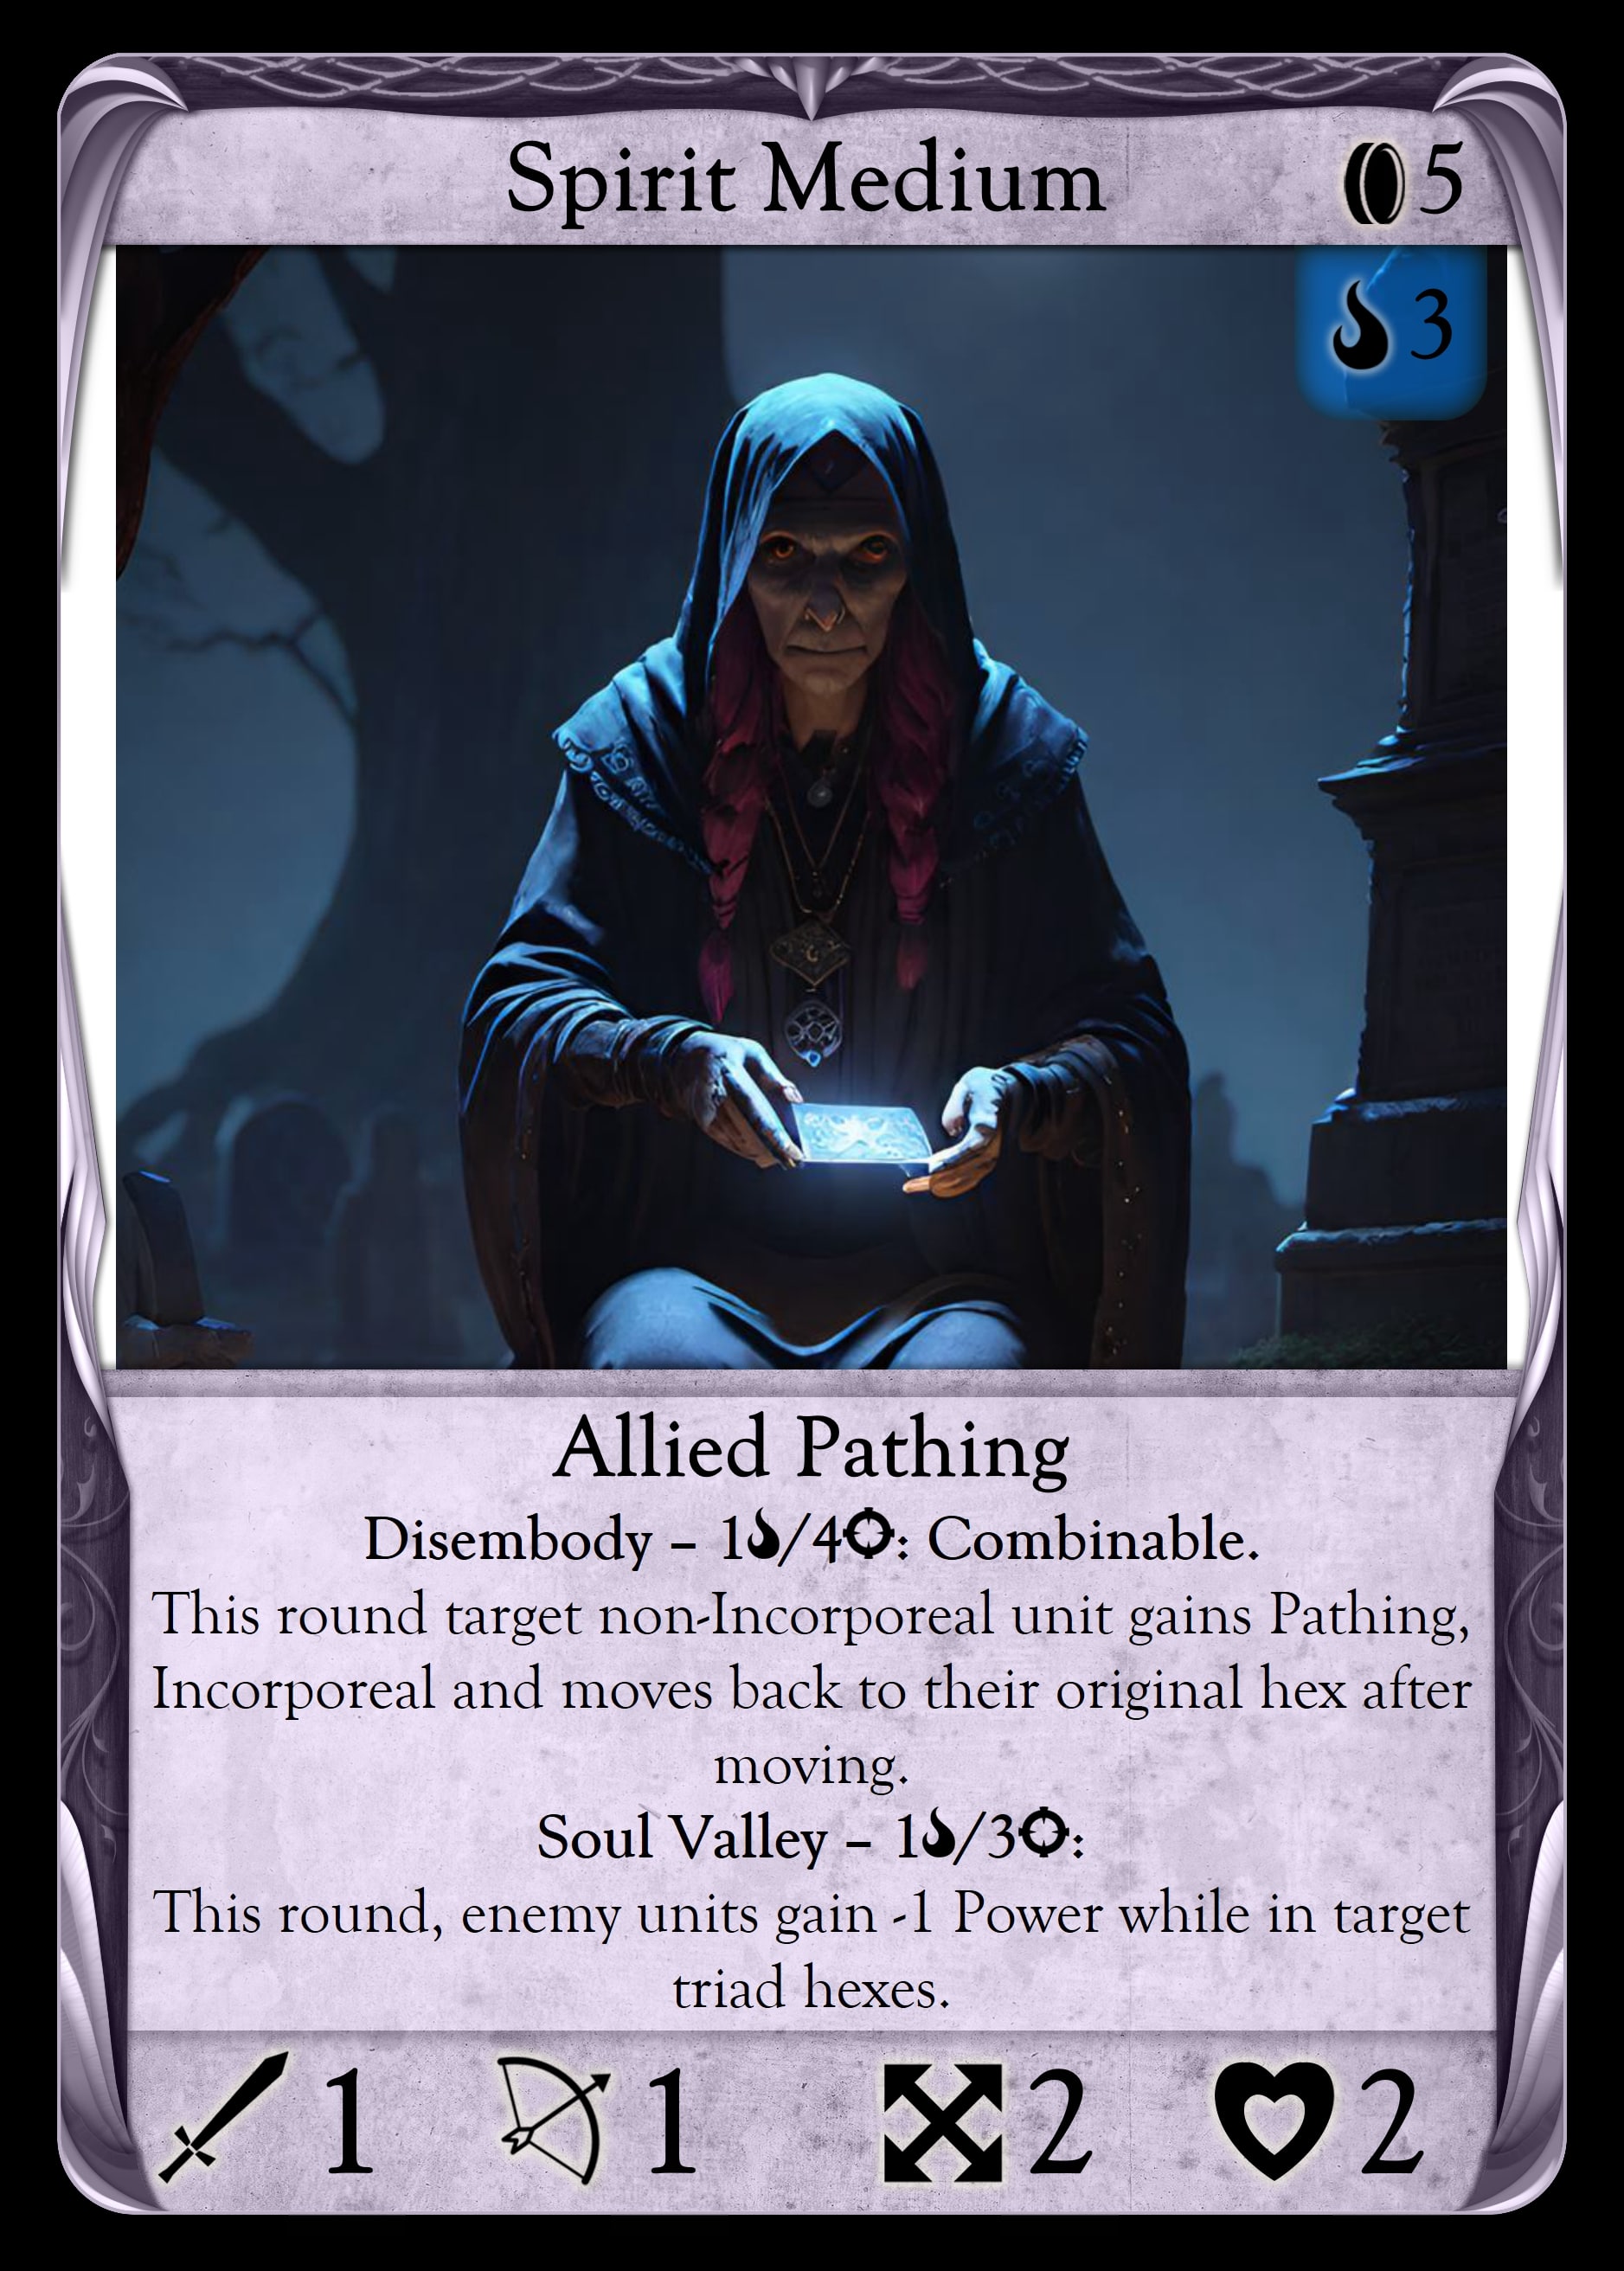 Spirit Medium 5
3
Allied Pathing
Disembody – 1/4: Combinable.
This round target non-Incorporeal unit gains Pathing,
Incorporeal and moves back to their original hex after
moving.
Soul Valley – 1/3:
This round, enemy units gain -1 Power while in target
triad hexes.
1 1 2 2